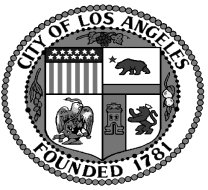 CITY OF LOS ANGELES
FOUNDED 1781